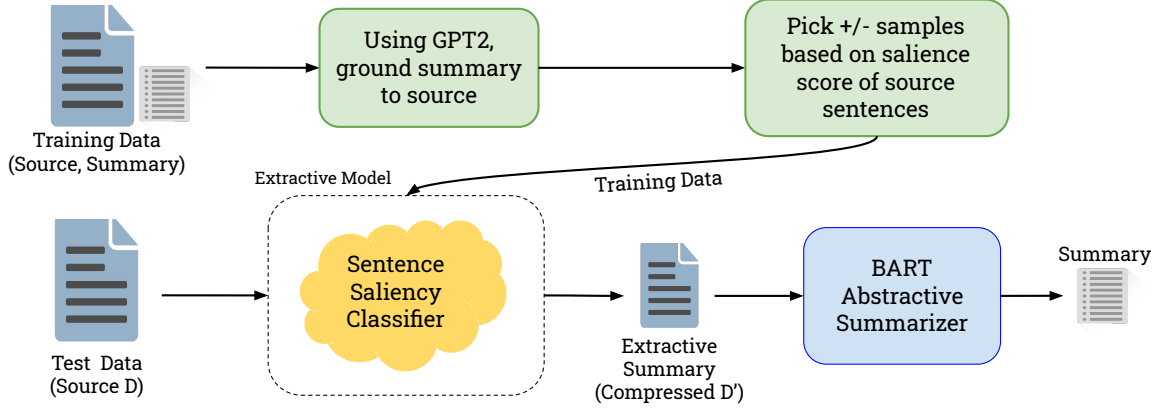 Using GPT2,
ground summary
to source
Pick +/- samples
based on salience
score of source
sentences
Training Data
(Source, Summary)
Extractive Model
Training Data
Sentence
Saliency
Classifier
BART
Abstractive
Summarizer
Summary
Test Data
(Source D)
Extractive
Summary
(Compressed D')